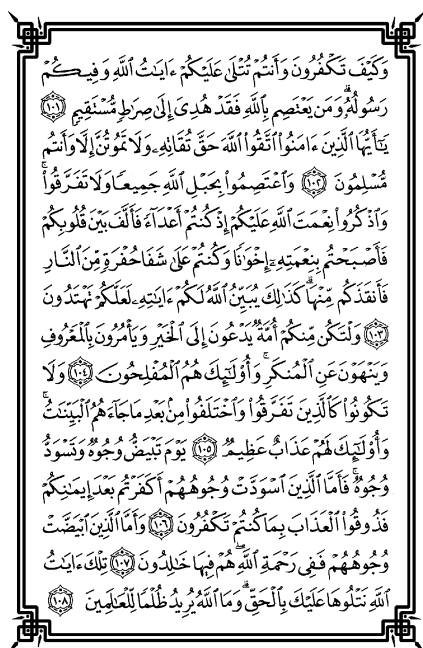 وَكَيْفَ تَكْفُرُونَ وَأَنتُمْ تُتْلَىٰ عَلَيْكُمْ ءَايَٰتُ ٱللَّهِ وَفِيكُمْ
رَسُولُهُۥ ۗ وَمَن يَعْتَصِم بِٱللَّهِ فَقَدْ هُدِىَ إِلَىٰ صِرَٰطٍ مُّسْتَقِيمٍ ١٠١
يَٰٓأَيُّهَا ٱلَّذِينَ ءَامَنُوا۟ ٱتَّقُوا۟ ٱللَّهَ حَقَّ تُقَاتِهِۦ وَلَا تَمُوتُنَّ إِلَّا وَأَنتُم
مُّسْلِمُونَ ١٠٢ وَٱعْتَصِمُوا۟ بِحَبْلِ ٱللَّهِ جَمِيعًا وَلَا تَفَرَّقُوا۟ ۚ
وَٱذْكُرُوا۟ نِعْمَتَ ٱللَّهِ عَلَيْكُمْ إِذْ كُنتُمْ أَعْدَآءً فَأَلَّفَ بَيْنَ قُلُوبِكُمْ
فَأَصْبَحْتُم بِنِعْمَتِهِۦٓ إِخْوَٰنًا وَكُنتُمْ عَلَىٰ شَفَا حُفْرَةٍ مِّنَ ٱلنَّارِ
فَأَنقَذَكُم مِّنْهَا ۗ كَذَٰلِكَ يُبَيِّنُ ٱللَّهُ لَكُمْ ءَايَٰتِهِۦ لَعَلَّكُمْ تَهْتَدُونَ
١٠٣ وَلْتَكُن مِّنكُمْ أُمَّةٌ يَدْعُونَ إِلَى ٱلْخَيْرِ وَيَأْمُرُونَ بِٱلْمَعْرُوفِ
وَيَنْهَوْنَ عَنِ ٱلْمُنكَرِ ۚ وَأُو۟لَٰٓئِكَ هُمُ ٱلْمُفْلِحُونَ ١٠٤ وَلَا
تَكُونُوا۟ كَٱلَّذِينَ تَفَرَّقُوا۟ وَٱخْتَلَفُوا۟ مِنۢ بَعْدِ مَا جَآءَهُمُ ٱلْبَيِّنَٰتُ ۚ
وَأُو۟لَٰٓئِكَ لَهُمْ عَذَابٌ عَظِيمٌ ١٠٥ يَوْمَ تَبْيَضُّ وُجُوهٌ وَتَسْوَدُّ
وُجُوهٌ ۚ فَأَمَّا ٱلَّذِينَ ٱسْوَدَّتْ وُجُوهُهُمْ أَكَفَرْتُم بَعْدَ إِيمَٰنِكُمْ
فَذُوقُوا۟ ٱلْعَذَابَ بِمَا كُنتُمْ تَكْفُرُونَ ١٠٦ وَأَمَّا ٱلَّذِينَ ٱبْيَضَّتْ
وُجُوهُهُمْ فَفِى رَحْمَةِ ٱللَّهِ هُمْ فِيهَا خَٰلِدُونَ ١٠٧ تِلْكَ ءَايَٰتُ
ٱللَّهِ نَتْلُوهَا عَلَيْكَ بِٱلْحَقِّ ۗ وَمَا ٱللَّهُ يُرِيدُ ظُلْمًا لِّلْعَٰلَمِينَ ١٠٨